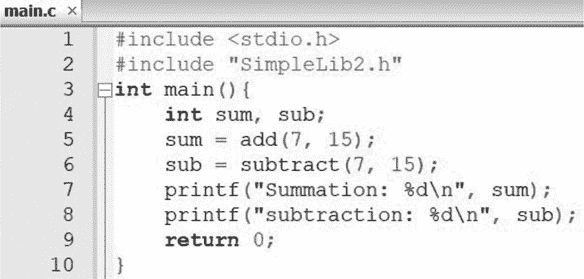 main.c ×
1 #include <stdio.h>
2 #include "SimpleLib2.h"
3 int main(){
4 int sum, sub;
5 sum = add(7, 15);
6 sub = subtract(7, 15);
7 printf("Summation: %d\n", sum);
8 printf("subtraction: %d\n", sub);
9 return 0;
10 }